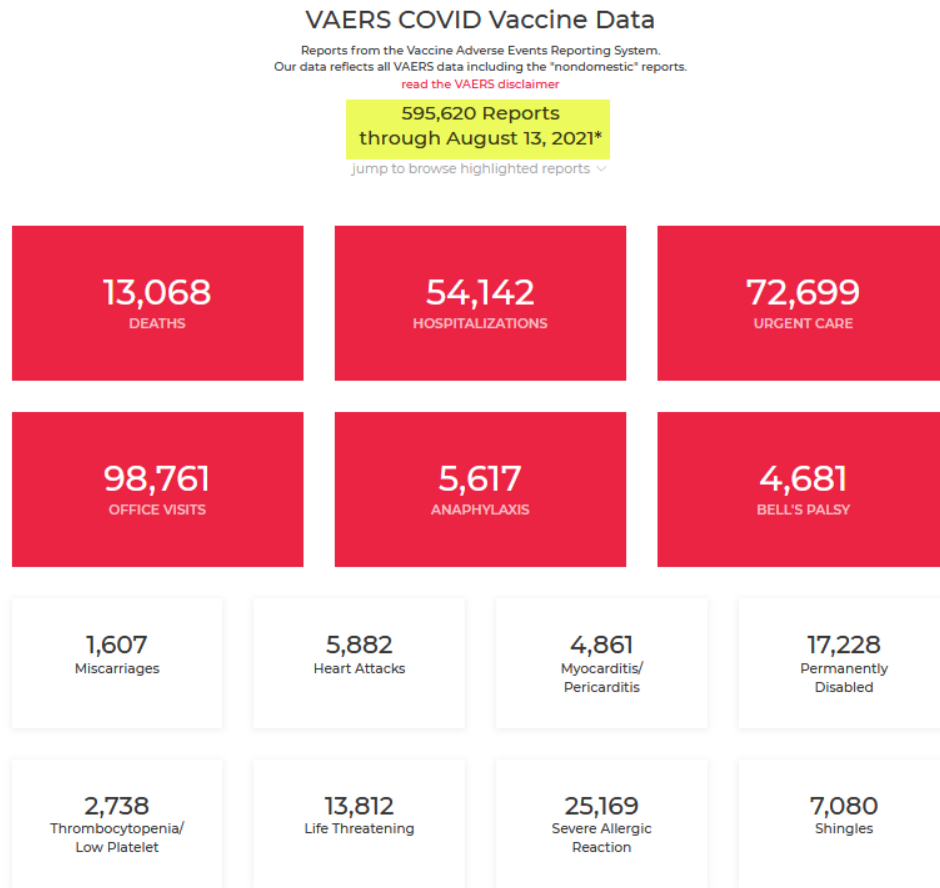 VAERS COVID Vaccine Data
Reports from the Vaccine Adverse Events Reporting System.
Our data reflects all VAERS data including the "nondomestic" reports.
read the VAERS disclaimer
595,620 Reports
through August 13, 2021*
jump to browse highlighted reports
13,068
DEATHS
54,142
HOSPITALIZATIONS
72,699
URGENT CARE
98,761
OFFICE VISITS
5,617
ANAPHYLAXIS
4,681
BELL'S PALSY
1,607
Miscarriages
5,882
Heart Attacks
4,861
Myocarditis/
Pericarditis
17,228
Permanently
Disabled
2,738
Thrombocytopenia/
Low Platelet
13,812
Life Threatening
25,169
Severe Allergic
Reaction
7,080
Shingles